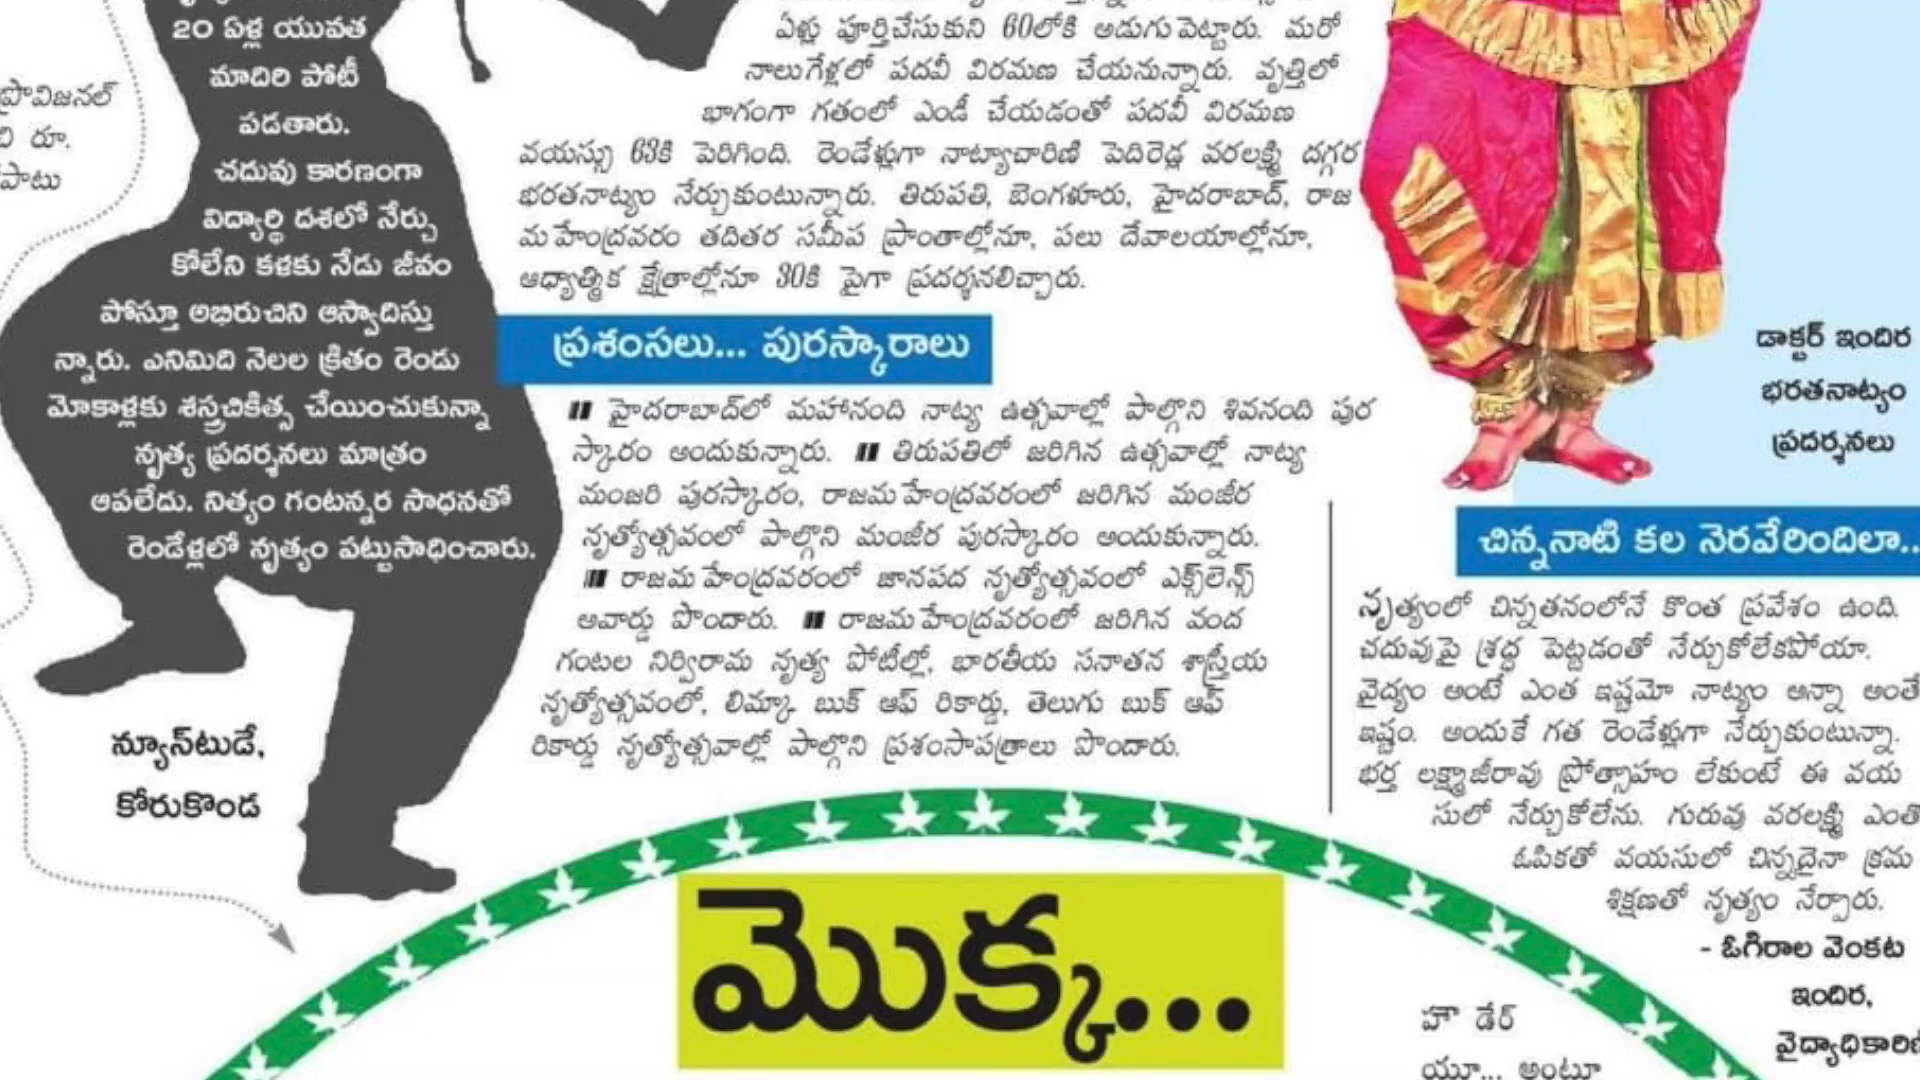 20 ఏళ్ల యువత
మాదిరి పోటీ
పడతారు.
చదువు కారణంగా
విద్యార్థి దశలో నేర్చు
కోలేని కళకు నేడు జీవం
పోస్తూ అభిరుచిని ఆస్వాదిస్తు
న్నారు. ఎనిమిది నెలల క్రితం రెండు
మోకాళ్లకు శస్త్రచికిత్స చేయించుకున్నా
నృత్య ప్రదర్శనలు మాత్రం
ఆపలేదు. నిత్యం గంటన్నర సాధనతో
రెండేళ్లలో నృత్యం పట్టుసాధించారు.
న్యూస్‌టుడే,
కోరుకొండ
ప్రొవిజనల్
రూ.
ఏళ్లు పూర్తిచేసుకుని 60లోకి అడుగు పెట్టారు. మరో
నాలుగేళ్లలో పదవీ విరమణ చేయనున్నారు. వృత్తిలో
భాగంగా గతంలో ఎండీ చేయడంతో పదవీ విరమణ
వయస్సు 63కి పెరిగింది. రెండేళ్లుగా నాట్యాచారిణి పెదిరెడ్ల వరలక్ష్మి దగ్గర
భరతనాట్యం నేర్చుకుంటున్నారు. తిరుపతి, బెంగళూరు, హైదరాబాద్, రాజ
మహేంద్రవరం తదితర సమీప ప్రాంతాల్లోనూ, పలు దేవాలయాల్లోనూ,
ఆధ్యాత్మిక క్షేత్రాల్లోనూ 30కి పైగా ప్రదర్శనలిచ్చారు.
ప్రశంసలు... పురస్కారాలు
హైదరాబాద్‌లో మహానంది నాట్య ఉత్సవాల్లో పాల్గొని శివనంది పుర
స్కారం అందుకున్నారు. తిరుపతిలో జరిగిన ఉత్సవాల్లో నాట్య
మంజరి పురస్కారం, రాజమహేంద్రవరంలో జరిగిన మంజీర
నృత్యోత్సవంలో పాల్గొని మంజీర పురస్కారం అందుకున్నారు.
రాజమహేంద్రవరంలో జానపద నృత్యోత్సవంలో ఎక్స్‌లెన్స్
అవార్డు పొందారు. రాజమహేంద్రవరంలో జరిగిన వంద
గంటల నిర్విరామ నృత్య పోటీల్లో, భారతీయ సనాతన శాస్త్రీయ
నృత్యోత్సవంలో, లిమ్కా బుక్ ఆఫ్ రికార్డు, తెలుగు బుక్ ఆఫ్
రికార్డు నృత్యోత్సవాల్లో పాల్గొని ప్రశంసాపత్రాలు పొందారు.
డాక్టర్ ఇందిర
భరతనాట్యం
ప్రదర్శనలు
చిన్ననాటి కల నెరవేరిందిలా..
నృత్యంలో చిన్నతనంలోనే కొంత ప్రవేశం ఉంది.
చదువుపై శ్రద్ధ పెట్టడంతో నేర్చుకోలేకపోయా.
వైద్యం అంటే ఎంత ఇష్టమో నాట్యం అన్నా అంతే
ఇష్టం. అందుకే గత రెండేళ్లుగా నేర్చుకుంటున్నా.
భర్త లక్ష్మాజీరావు ప్రోత్సాహం లేకుంటే ఈ వయ
సులో నేర్చుకోలేను. గురువు వరలక్ష్మి ఎంతో
ఓపికతో వయసులో చిన్నదైనా క్రమ
శిక్షణతో నృత్యం నేర్పారు.
- ఓగిరాల వెంకట
ఇందిర,
వైద్యాధికారిణి
మొక్క...
హౌ డేర్
యూ... అంటూ